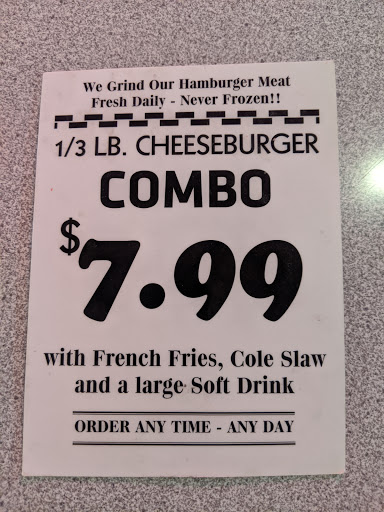 We Grind Our Hamburger Meat
Fresh Daily - Never Frozen!!
1/3 LB. CHEESEBURGER
COMBO
$7.99
with French Fries, Cole Slaw
and a large Soft Drink
ORDER ANY TIME - ANY DAY